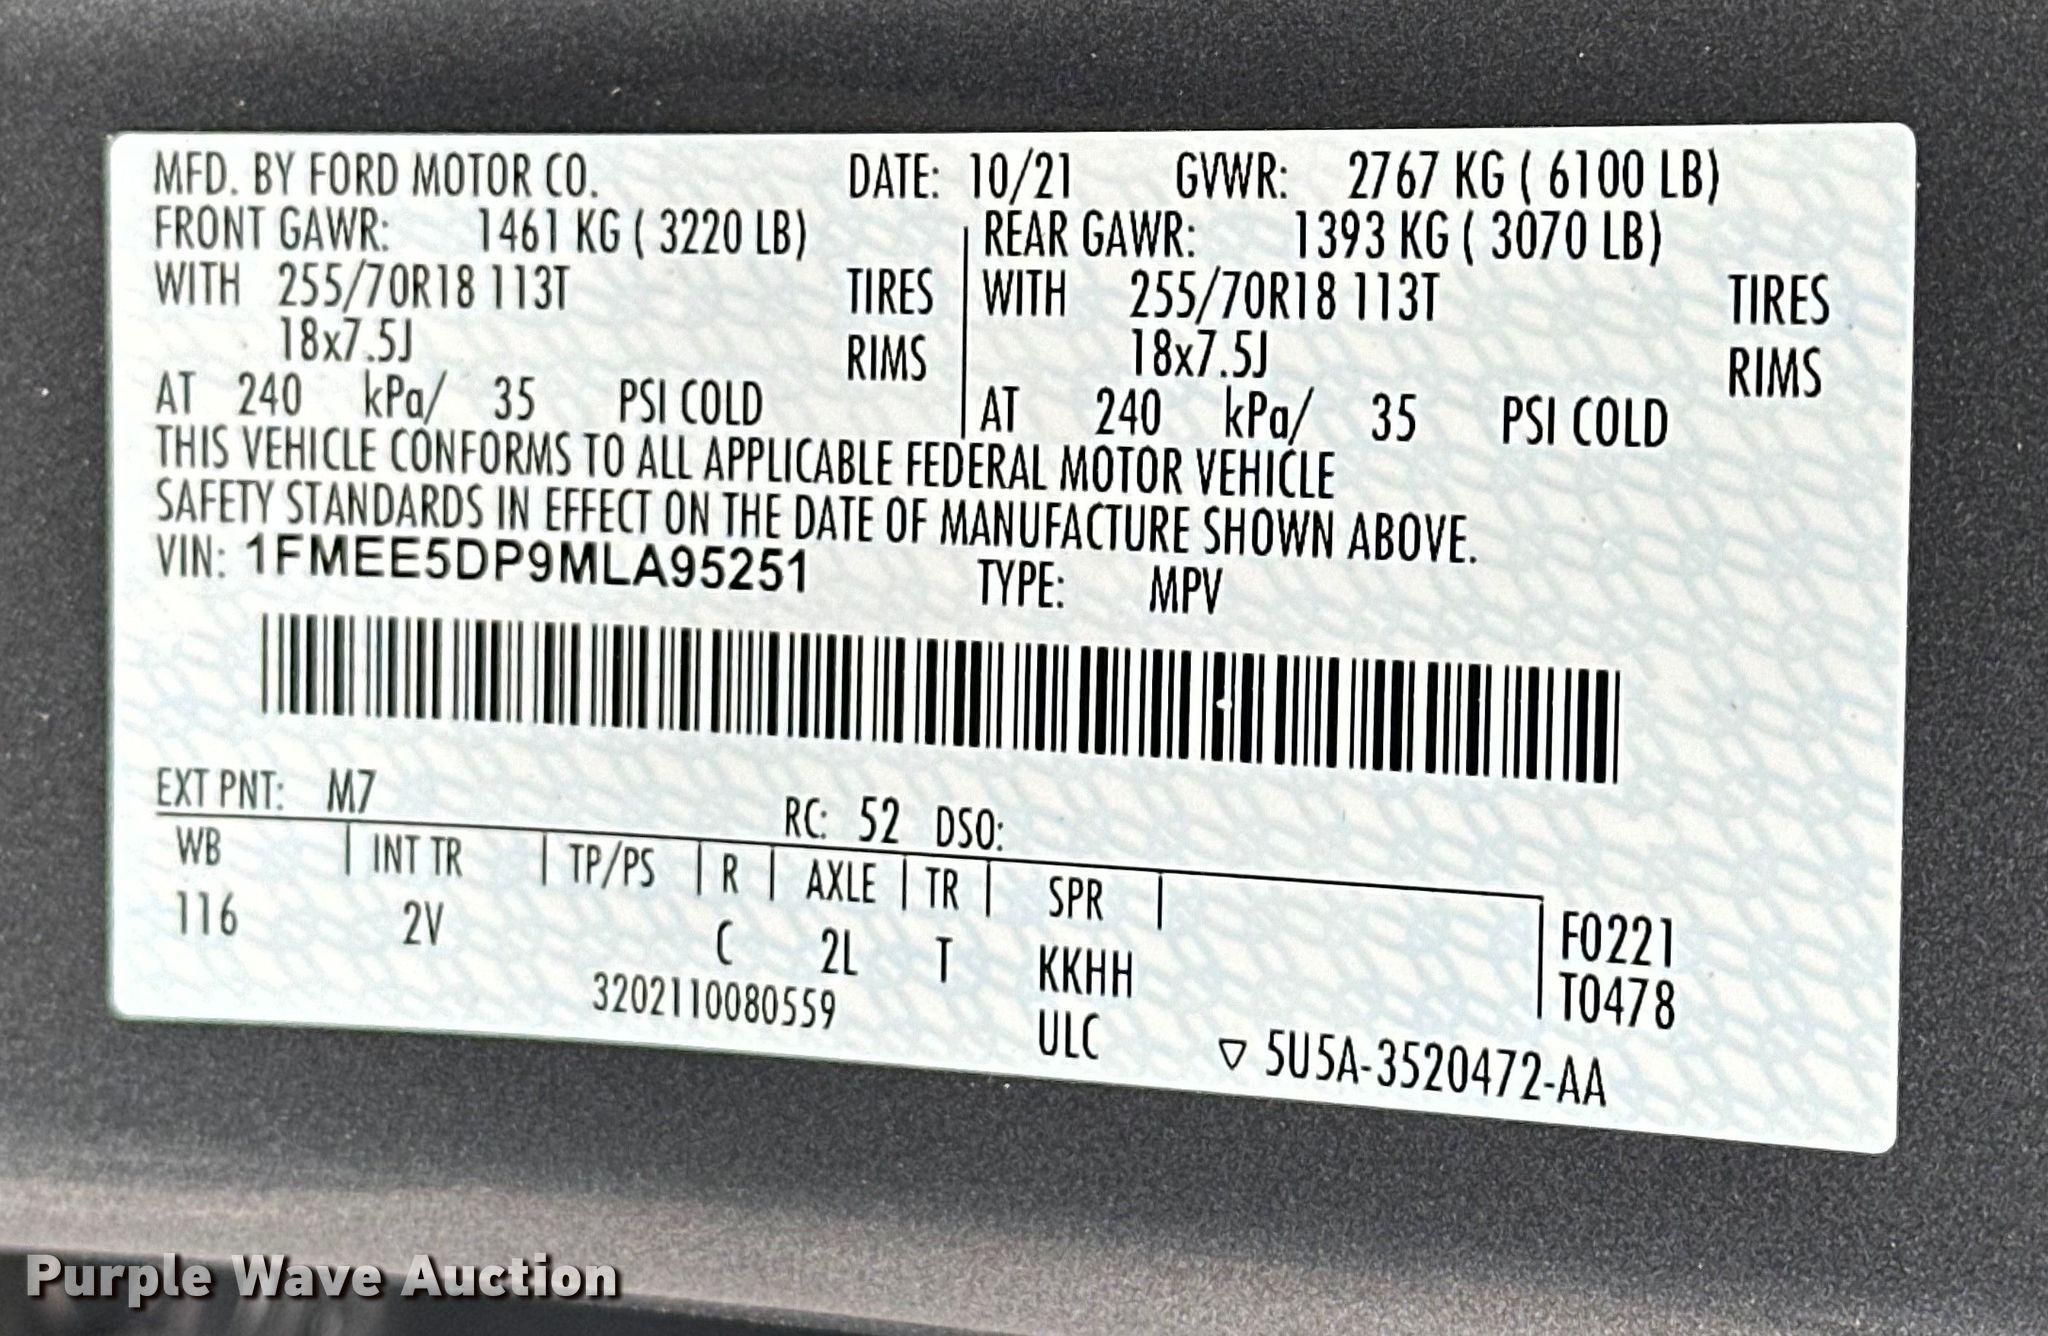 MFD. BY FORD MOTOR CO. DATE: 10/21 GVWR: 2767 KG ( 6100 LB)
FRONT GAWR: 1461 KG ( 3220 LB) REAR GAWR: 1393 KG ( 3070 LB)
WITH 255/70R18 113T TIRES WITH 255/70R18 113T TIRES
18x7.5J RIMS 18x7.5J RIMS
AT 240 kPa/ 35 PSI COLD AT 240 kPa/ 35 PSI COLD
THIS VEHICLE CONFORMS TO ALL APPLICABLE FEDERAL MOTOR VEHICLE
SAFETY STANDARDS IN EFFECT ON THE DATE OF MANUFACTURE SHOWN ABOVE.
VIN: 1FMEE5DP9MLA95251 TYPE: MPV
EXT PNT: M7 RC: 52 DSO:
WB INT TR TP/PS R AXLE TR SPR
116 2V C 2L T KKHH F0221
3202110080559 ULC T0478
▽ 5U5A-3520472-AA
Purple Wave Auction